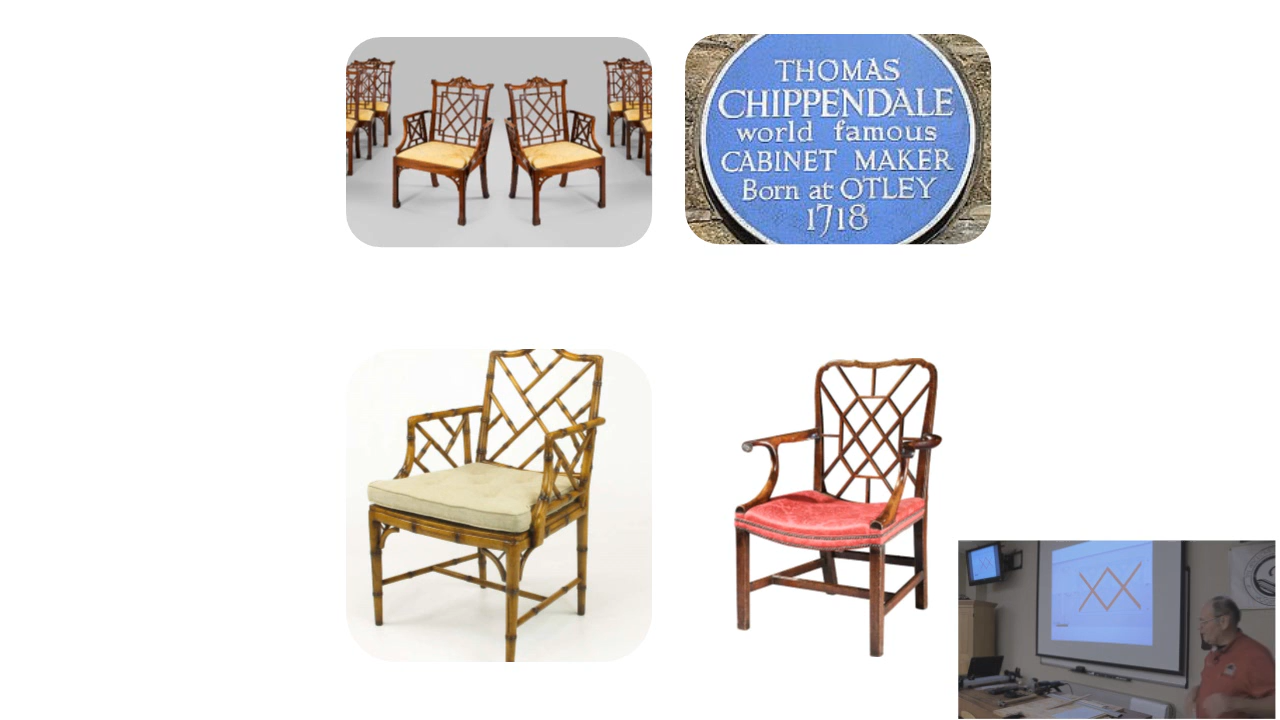 THOMAS
CHIPPENDALE
world famous
CABINET MAKER
Born at OTLEY
1718